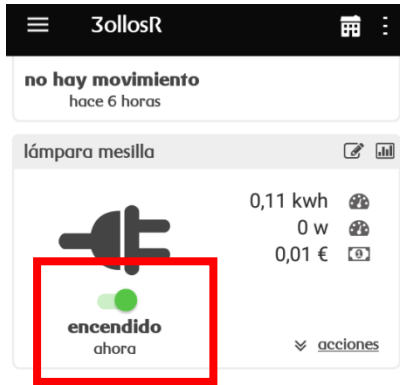 3ollosR
no hay movimiento
hace 6 horas
lámpara mesilla
0,11 kwh
0 w
0,01 €
encendido
ahora
acciones